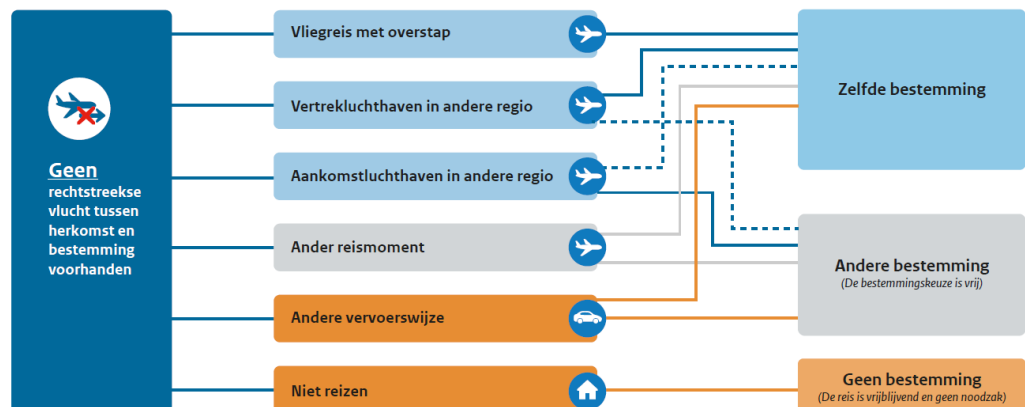 Geen
rechtstreekse
vlucht tussen
herkomst en
bestemming
voorhanden
Vliegreis met overstap
Vertrekluchthaven in andere regio
Aankomstluchthaven in andere regio
Ander reismoment
Andere vervoerswijze
Niet reizen
Zelfde bestemming
Andere bestemming
(De bestemmingskeuze is vrij)
Geen bestemming
(De reis is vrijblijvend en geen noodzak)